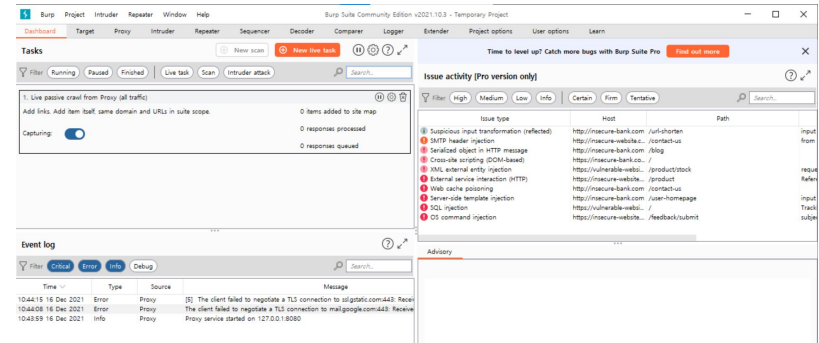 Burp Project Intruder Repeater Window Help
Burp Suite Community Edition v2021.10.3 - Temporary Project
Dashboard Target Proxy Intruder Repeater Sequencer Decoder Comparer Logger Extender Project options User options Learn
Tasks
New scan
New live task
Filter Running Paused Finished Live task Scan Intruder attack
Search...
1. Live passive crawl from Proxy (all traffic)
Add links. Add item itself, same domain and URLs in suite scope.
0 items added to site map
Capturing:
0 responses processed
0 responses queued
Event log
Filter Critical Error Info Debug
Search...
Time Type Source Message
10:44:15 16 Dec 2021 Error Proxy [5] The client failed to negotiate a TLS connection to ssl.gstatic.com:443: Recei
10:44:08 16 Dec 2021 Error Proxy The client failed to negotiate a TLS connection to mail.google.com:443: Receive
10:43:59 16 Dec 2021 Info Proxy Proxy service started on 127.0.0.1:8080
Time to level up? Catch more bugs with Burp Suite Pro
Find out more
Issue activity [Pro version only]
Filter High Medium Low Info Certain Firm Tentative
Search...
Issue type Host Path
Suspicious input transformation (reflected) http://insecure-bank.com /url-shorten input
SMTP header injection http://insecure-website.c... /contact-us from
Serialized object in HTTP message http://insecure-bank.com /blog
Cross-site scripting (DOM-based) https://insecure-bank.co... /
XML external entity injection https://vulnerable-websi... /product/stock reque
External service interaction (HTTP) https://insecure-website... /product Refer
Web cache poisoning http://insecure-bank.com /contact-us
Server-side template injection http://insecure-bank.com /user-homepage input
SQL injection https://vulnerable-websi... / Tracki
OS command injection https://insecure-website... /feedback/submit subje
Advisory